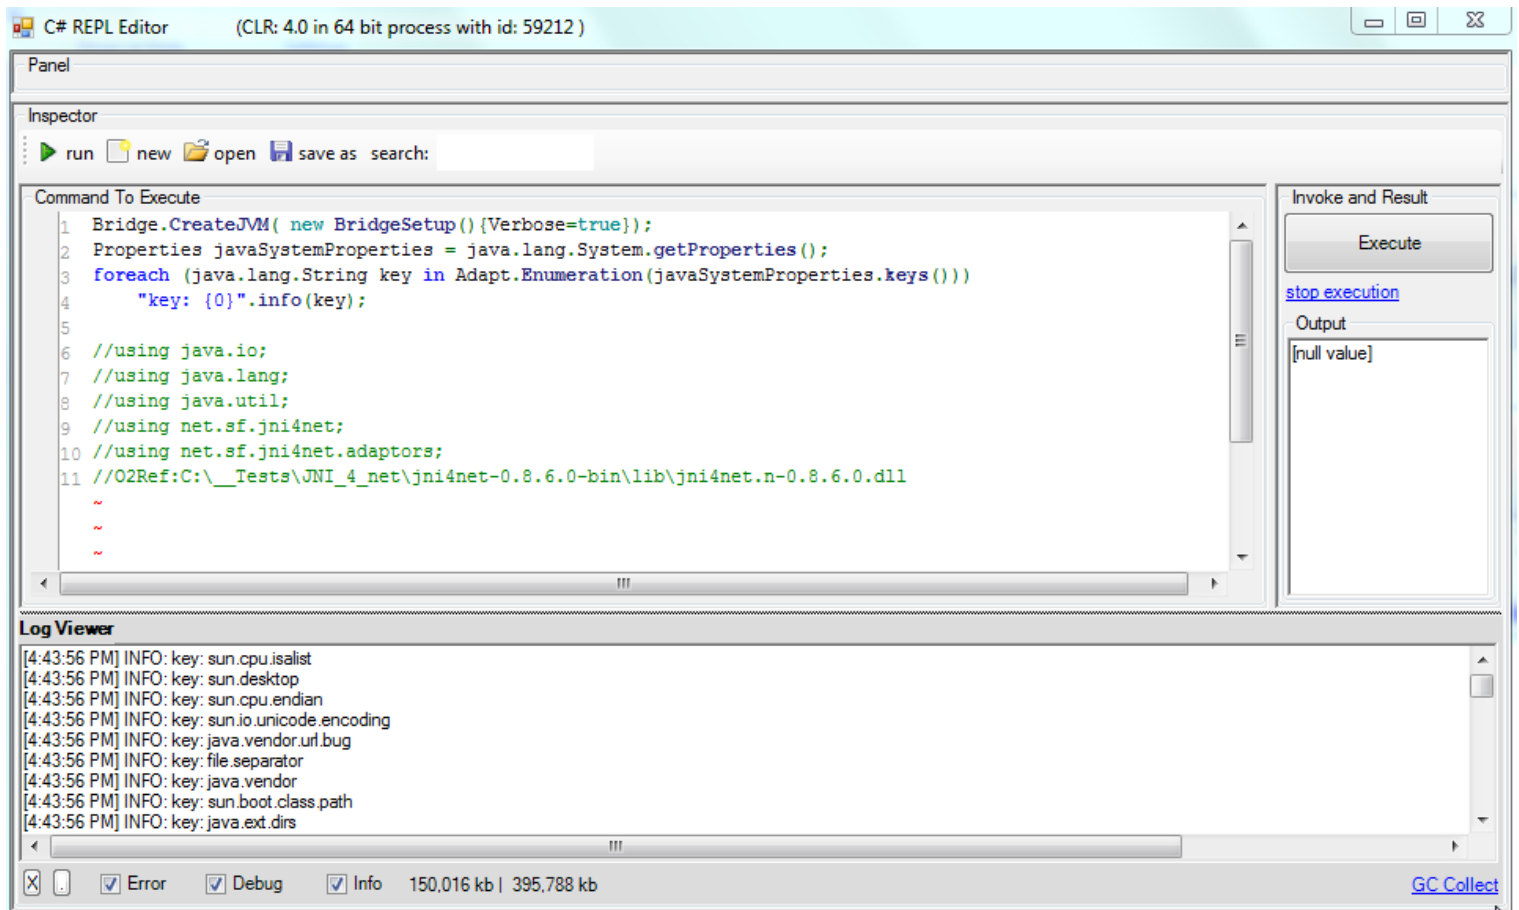 C# REPL Editor (CLR: 4.0 in 64 bit process with id: 59212 )
Panel
Inspector
run new open save as search:
Command To Execute
1 Bridge.CreateJVM( new BridgeSetup(){Verbose=true});
2 Properties javaSystemProperties = java.lang.System.getProperties();
3 foreach (java.lang.String key in Adapt.Enumeration(javaSystemProperties.keys()))
4 "key: {0}".info(key);
5
6 //using java.io;
7 //using java.lang;
8 //using java.util;
9 //using net.sf.jni4net;
10 //using net.sf.jni4net.adaptors;
11 //O2Ref:C:\__Tests\JNI_4_net\jni4net-0.8.6.0-bin\lib\jni4net.n-0.8.6.0.dll
~
~
~
Invoke and Result
Execute
stop execution
Output
[null value]
Log Viewer
[4:43:56 PM] INFO: key: sun.cpu.isalist
[4:43:56 PM] INFO: key: sun.desktop
[4:43:56 PM] INFO: key: sun.cpu.endian
[4:43:56 PM] INFO: key: sun.io.unicode.encoding
[4:43:56 PM] INFO: key: java.vendor.url.bug
[4:43:56 PM] INFO: key: file.separator
[4:43:56 PM] INFO: key: java.vendor
[4:43:56 PM] INFO: key: sun.boot.class.path
[4:43:56 PM] INFO: key: java.ext.dirs
X . Error Debug Info 150,016 kb | 395,788 kb GC Collect